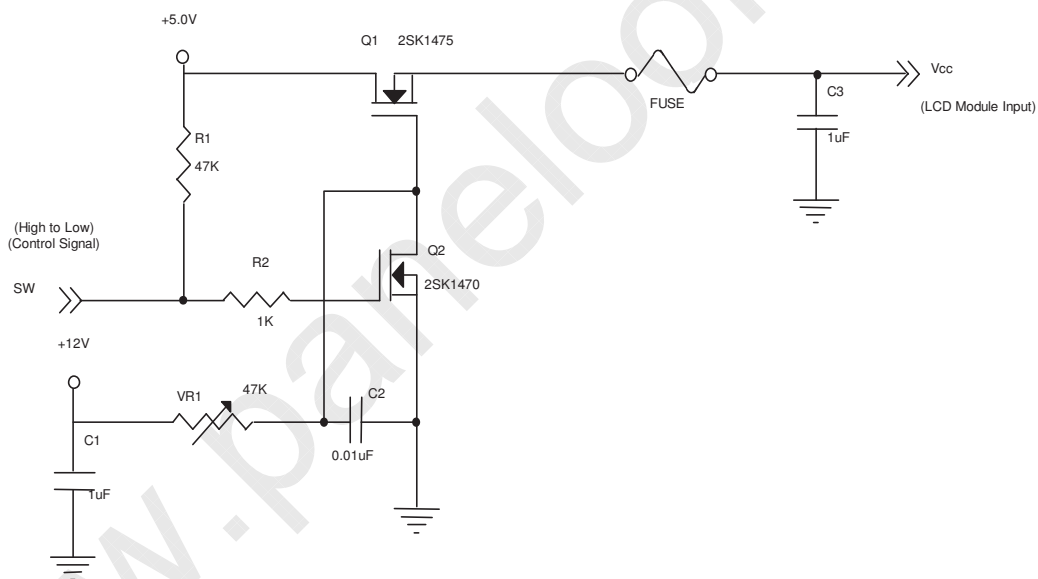 +5.0V
Q1 2SK1475
Vcc
FUSE
C3
(LCD Module Input)
R1
1uF
47K
(High to Low)
(Control Signal)
Q2
R2
2SK1470
SW
1K
+12V
47K
VR1
C2
C1
0.01uF
1uF
w.panelook